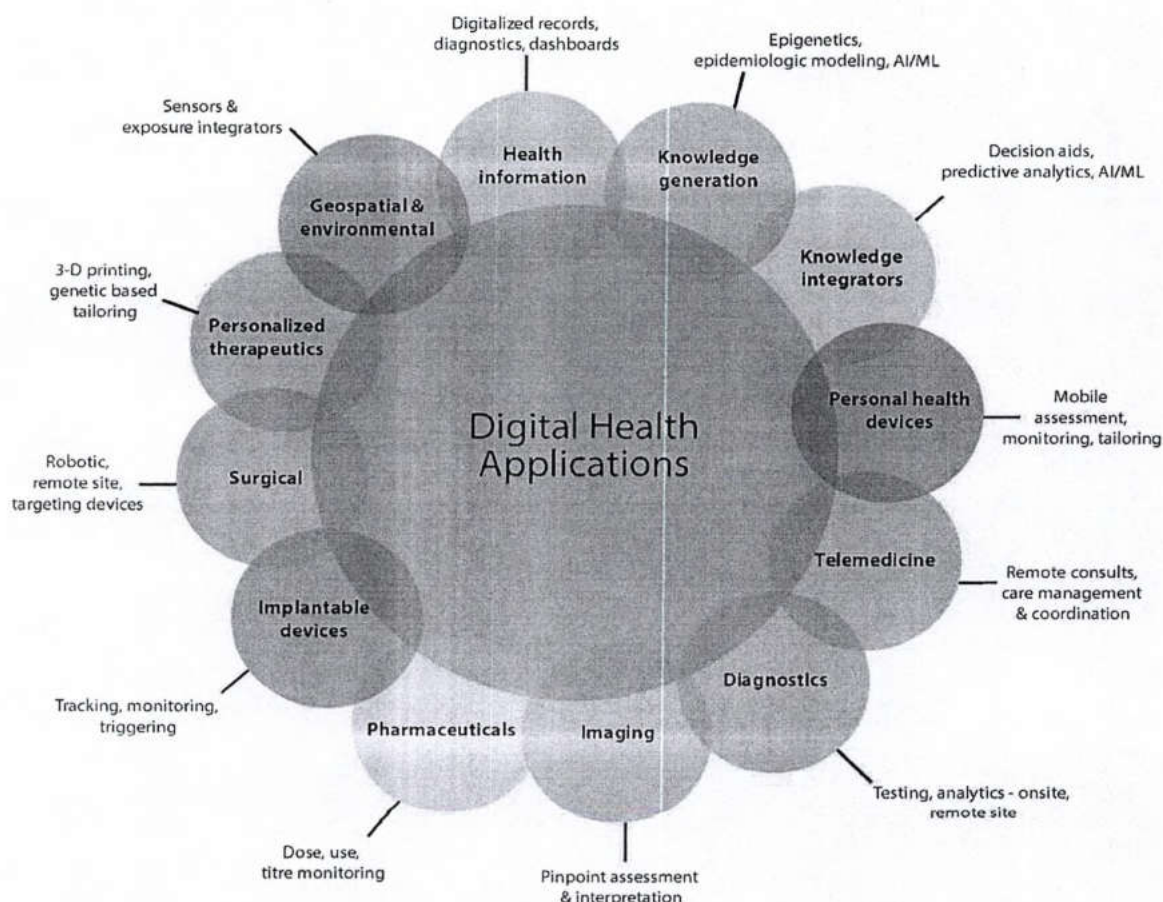 Digital Health
Applications
Digitalized records,
diagnostics, dashboards
Health
information
Epigenetics,
epidemiologic modeling, AI/ML
Knowledge
generation
Decision aids,
predictive analytics, AI/ML
Knowledge
integrators
Personal health
devices
Mobile
assessment,
monitoring, tailoring
Telemedicine
Remote consults,
care management
& coordination
Diagnostics
Testing, analytics - onsite,
remote site
Imaging
Pinpoint assessment
& interpretation
Pharmaceuticals
Dose, use,
titre monitoring
Implantable
devices
Tracking, monitoring,
triggering
Surgical
Robotic,
remote site,
targeting devices
Personalized
therapeutics
3-D printing,
genetic based
tailoring
Geospatial &
environmental
Sensors &
exposure integrators